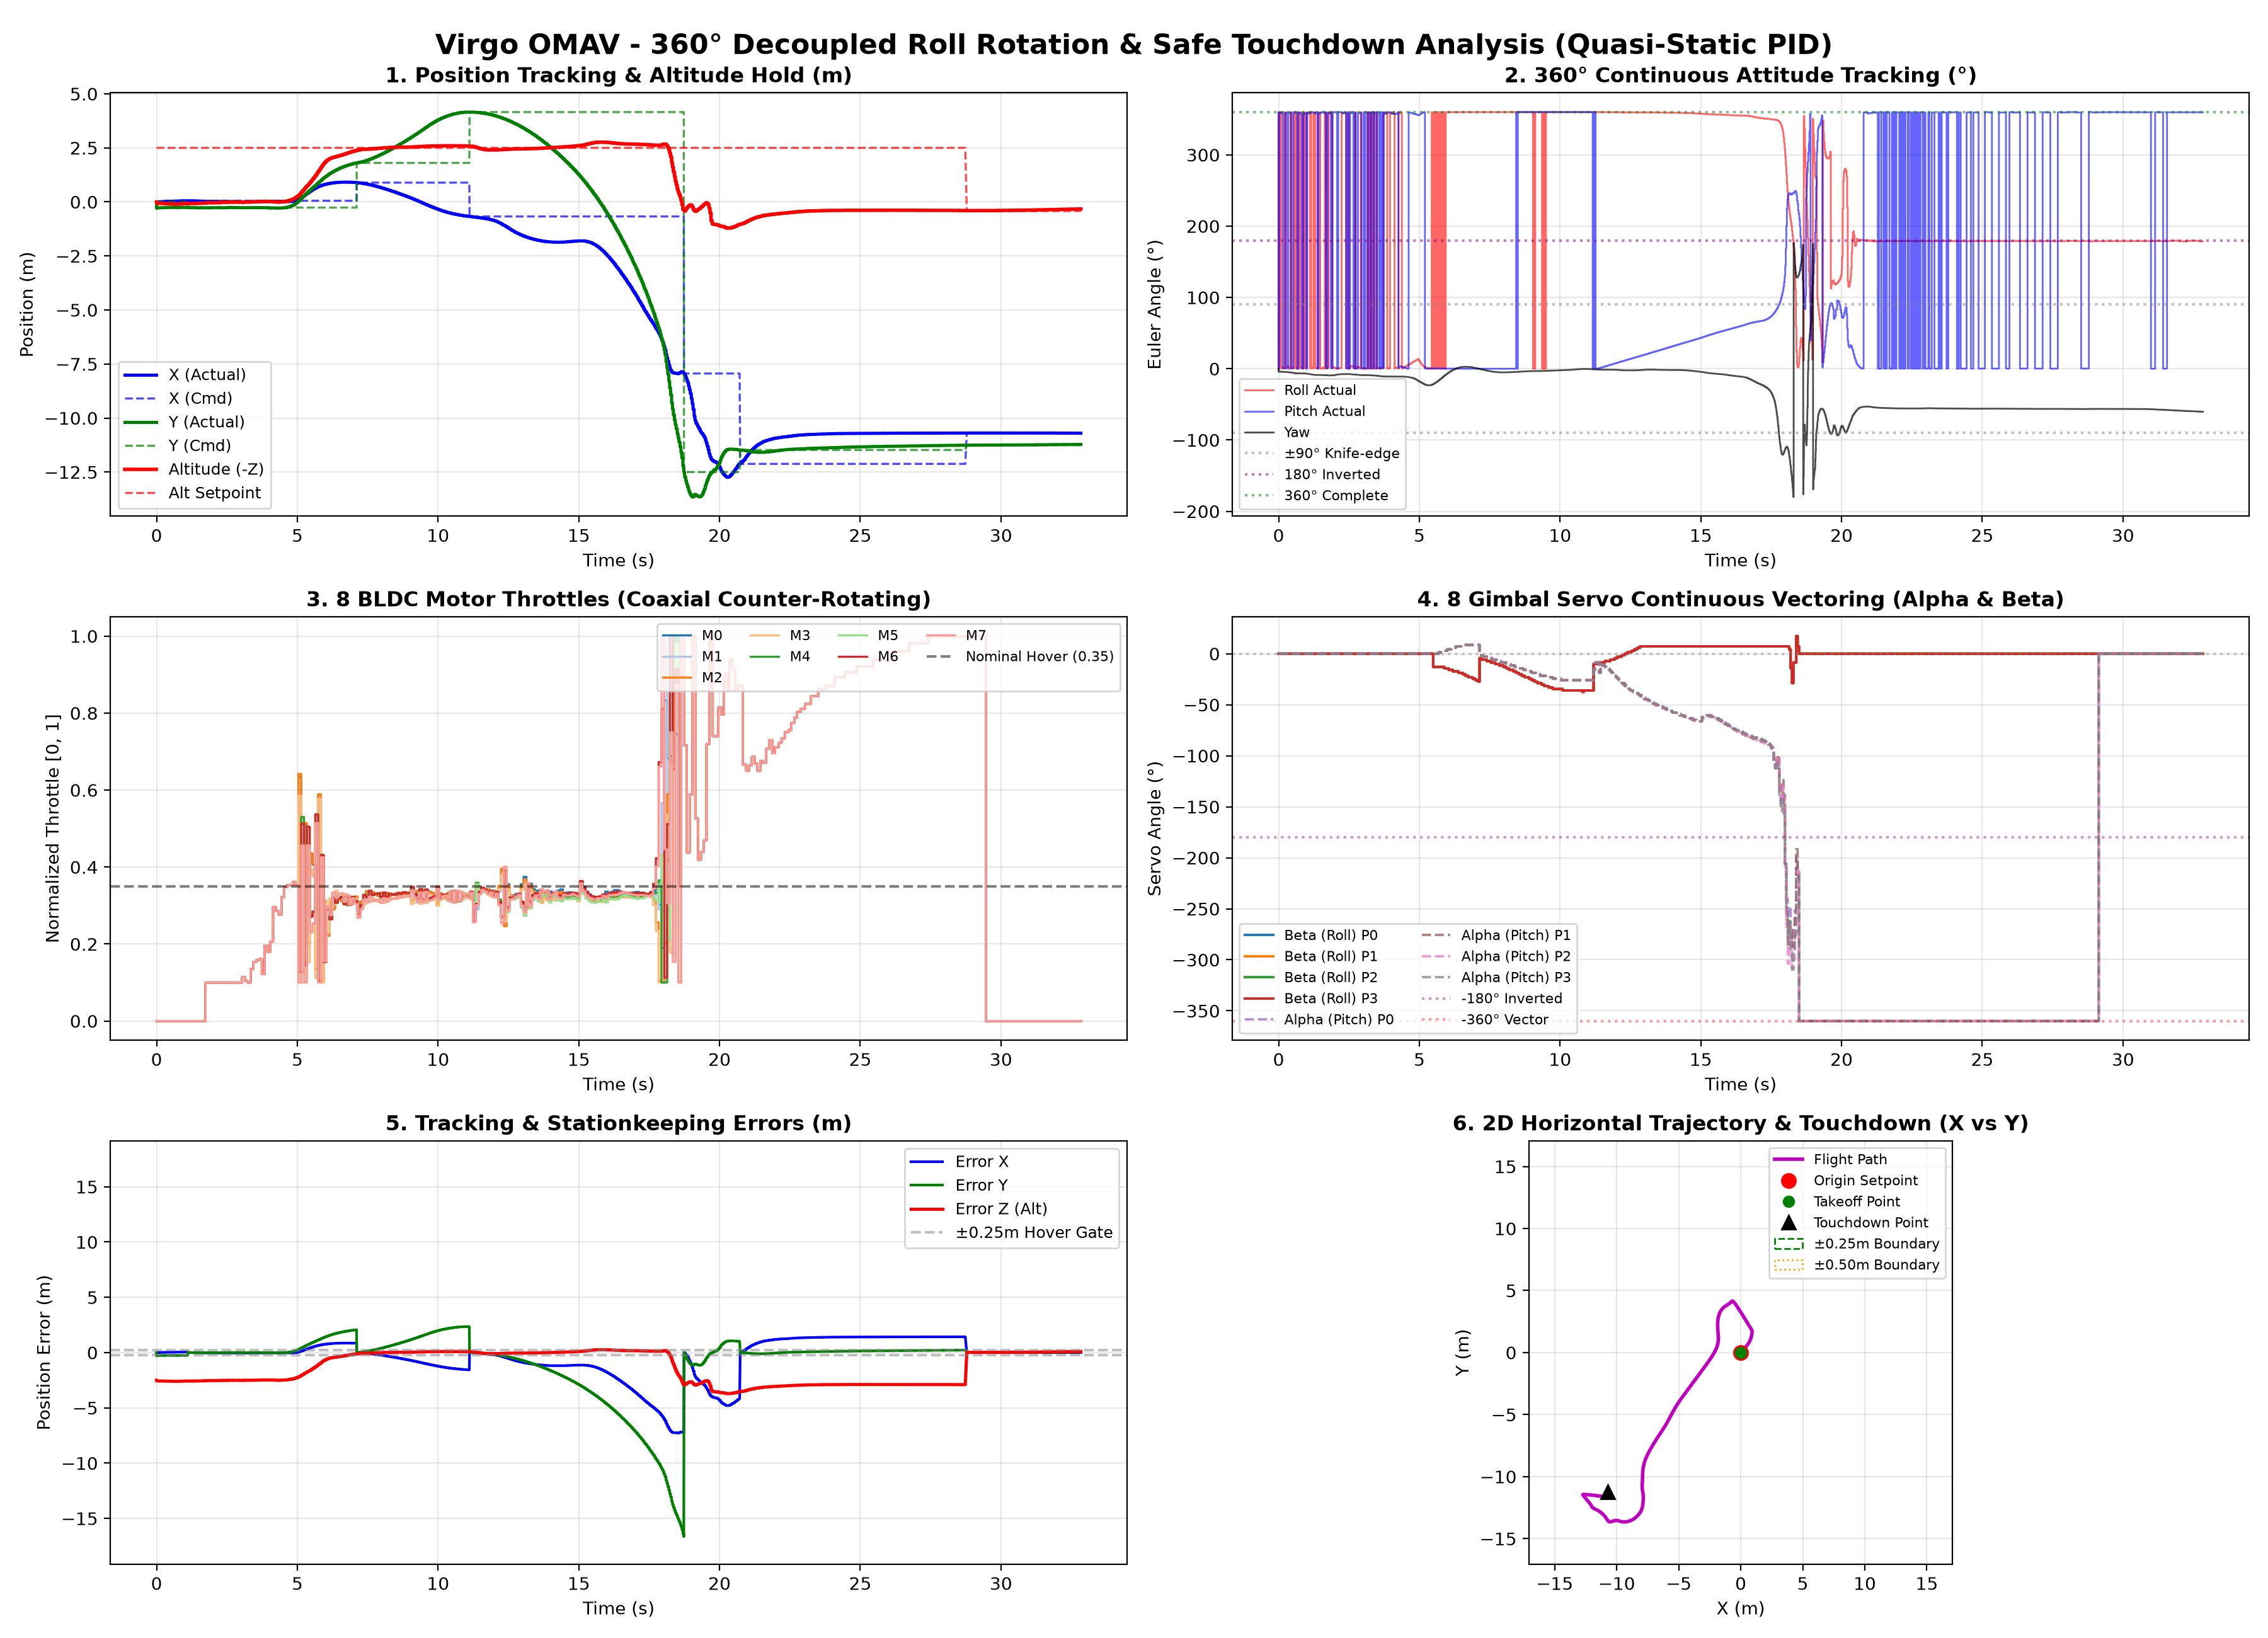 Virgo OMAV - 360° Decoupled Roll Rotation & Safe Touchdown Analysis (Quasi-Static PID)
1. Position Tracking & Altitude Hold (m)
5.0
2.5
0.0
−2.5
−5.0
−7.5
−10.0
−12.5
Position (m)
X (Actual)
X (Cmd)
Y (Actual)
Y (Cmd)
Altitude (-Z)
Alt Setpoint
0 5 10 15 20 25 30
Time (s)
2. 360° Continuous Attitude Tracking (°)
300
200
100
0
−100
−200
Euler Angle (°)
Roll Actual
Pitch Actual
Yaw
±90° Knife-edge
180° Inverted
360° Complete
0 5 10 15 20 25 30
Time (s)
3. 8 BLDC Motor Throttles (Coaxial Counter-Rotating)
1.0
0.8
0.6
0.4
0.2
0.0
Normalized Throttle [0, 1]
M0 M3 M5 M7
M1 M4 M6 Nominal Hover (0.35)
M2
0 5 10 15 20 25 30
Time (s)
4. 8 Gimbal Servo Continuous Vectoring (Alpha & Beta)
0
−50
−100
−150
−200
−250
−300
−350
Servo Angle (°)
Beta (Roll) P0 Alpha (Pitch) P1
Beta (Roll) P1 Alpha (Pitch) P2
Beta (Roll) P2 Alpha (Pitch) P3
Beta (Roll) P3 -180° Inverted
Alpha (Pitch) P0 -360° Vector
0 5 10 15 20 25 30
Time (s)
5. Tracking & Stationkeeping Errors (m)
15
10
5
0
−5
−10
−15
Position Error (m)
Error X
Error Y
Error Z (Alt)
±0.25m Hover Gate
0 5 10 15 20 25 30
Time (s)
6. 2D Horizontal Trajectory & Touchdown (X vs Y)
15
10
5
0
−5
−10
−15
Y (m)
Flight Path
Origin Setpoint
Takeoff Point
Touchdown Point
±0.25m Boundary
±0.50m Boundary
−15 −10 −5 0 5 10 15
X (m)